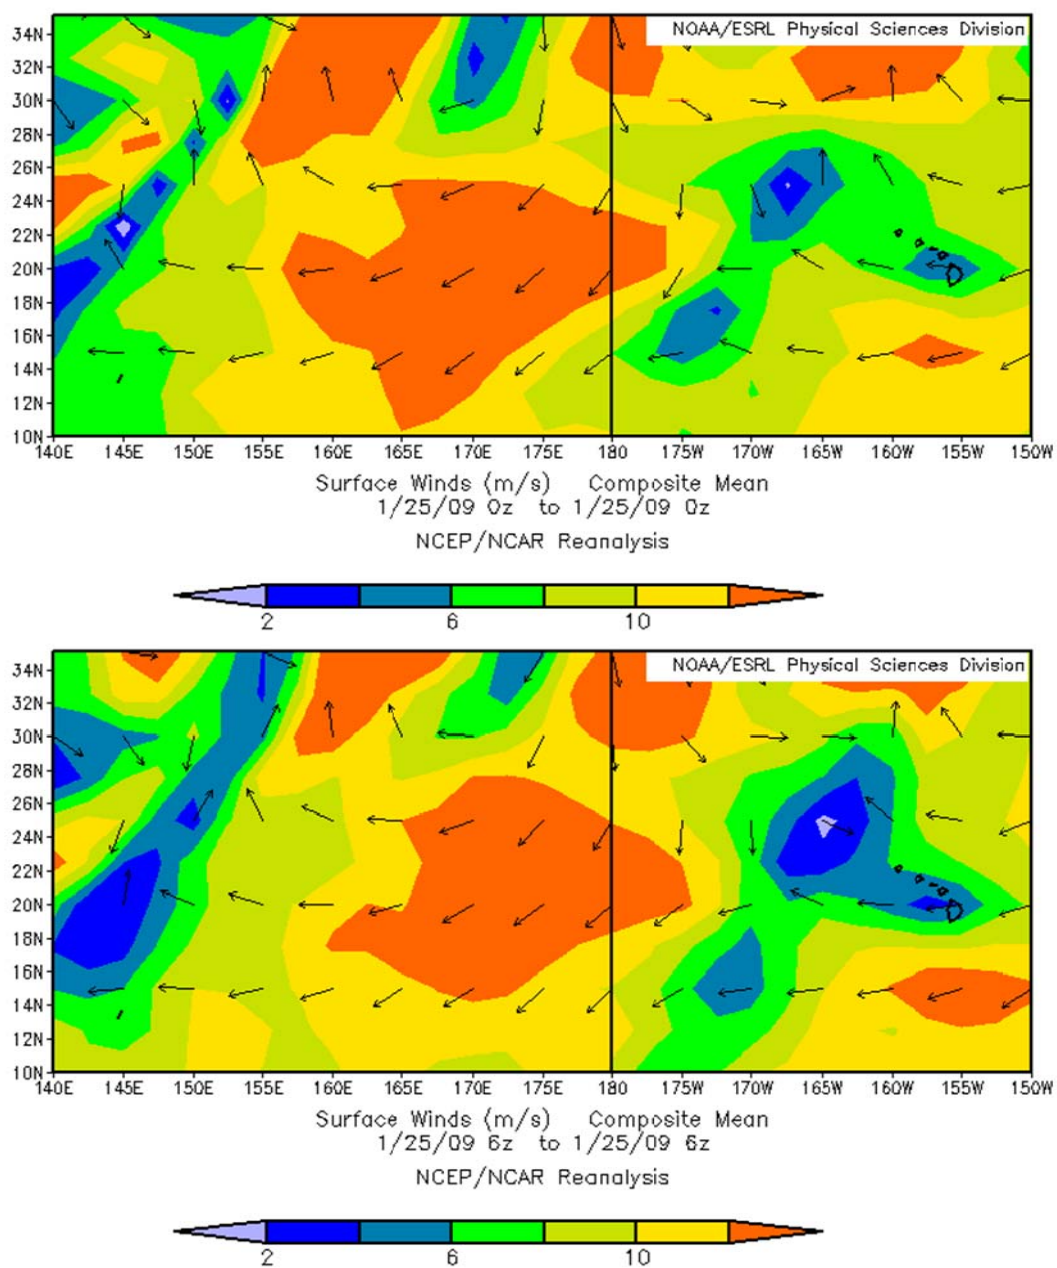 NOAA/ESRL Physical Sciences Division
34N
32N
30N
28N
26N
24N
22N
20N
18N
16N
14N
12N
10N
140E 145E 150E 155E 160E 165E 170E 175E 180 175W 170W 165W 160W 155W 150W
Surface Winds (m/s) Composite Mean
1/25/09 0z to 1/25/09 0z
NCEP/NCAR Reanalysis
2 6 10
NOAA/ESRL Physical Sciences Division
34N
32N
30N
28N
26N
24N
22N
20N
18N
16N
14N
12N
10N
140E 145E 150E 155E 160E 165E 170E 175E 180 175W 170W 165W 160W 155W 150W
Surface Winds (m/s) Composite Mean
1/25/09 6z to 1/25/09 6z
NCEP/NCAR Reanalysis
2 6 10